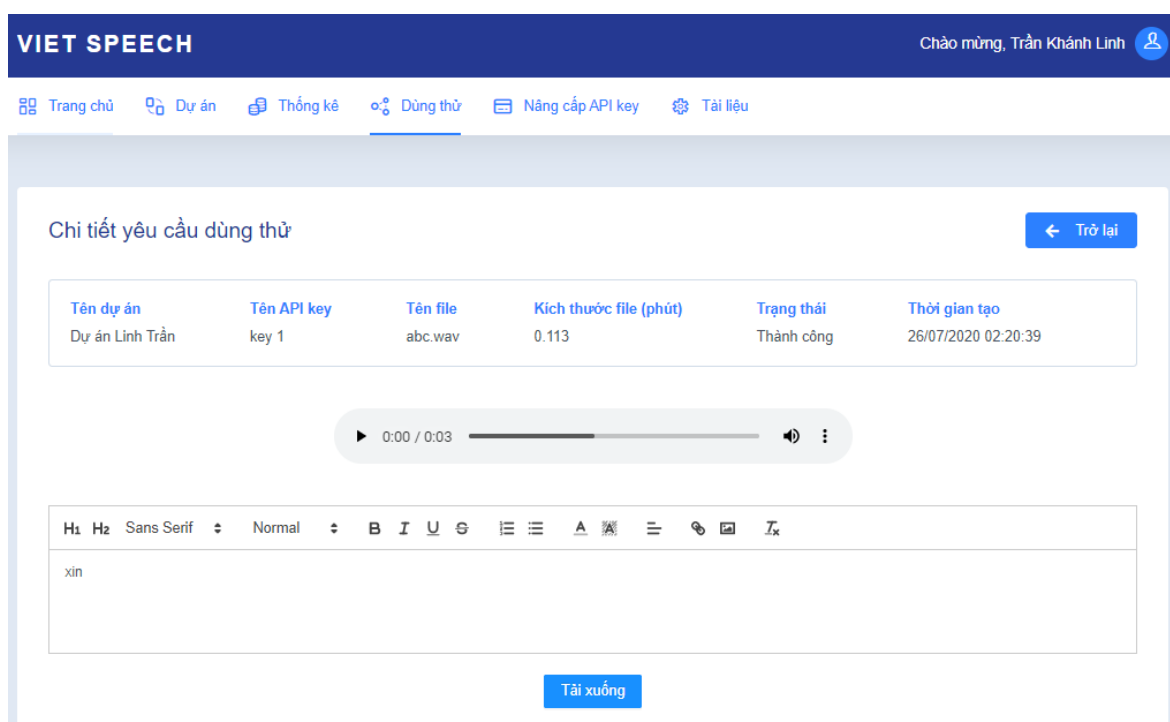 VIET SPEECH
Chào mừng, Trần Khánh Linh
Trang chủ Dự án Thống kê Dùng thử Nâng cấp API key Tài liệu
Chi tiết yêu cầu dùng thử
Trở lại
Tên dự án Tên API key Tên file Kích thước file (phút) Trạng thái Thời gian tạo
Dự án Linh Trần key 1 abc.wav 0.113 Thành công 26/07/2020 02:20:39
0:00 / 0:03
H1 H2 Sans Serif Normal B I U S A A Tx
xin
Tải xuống